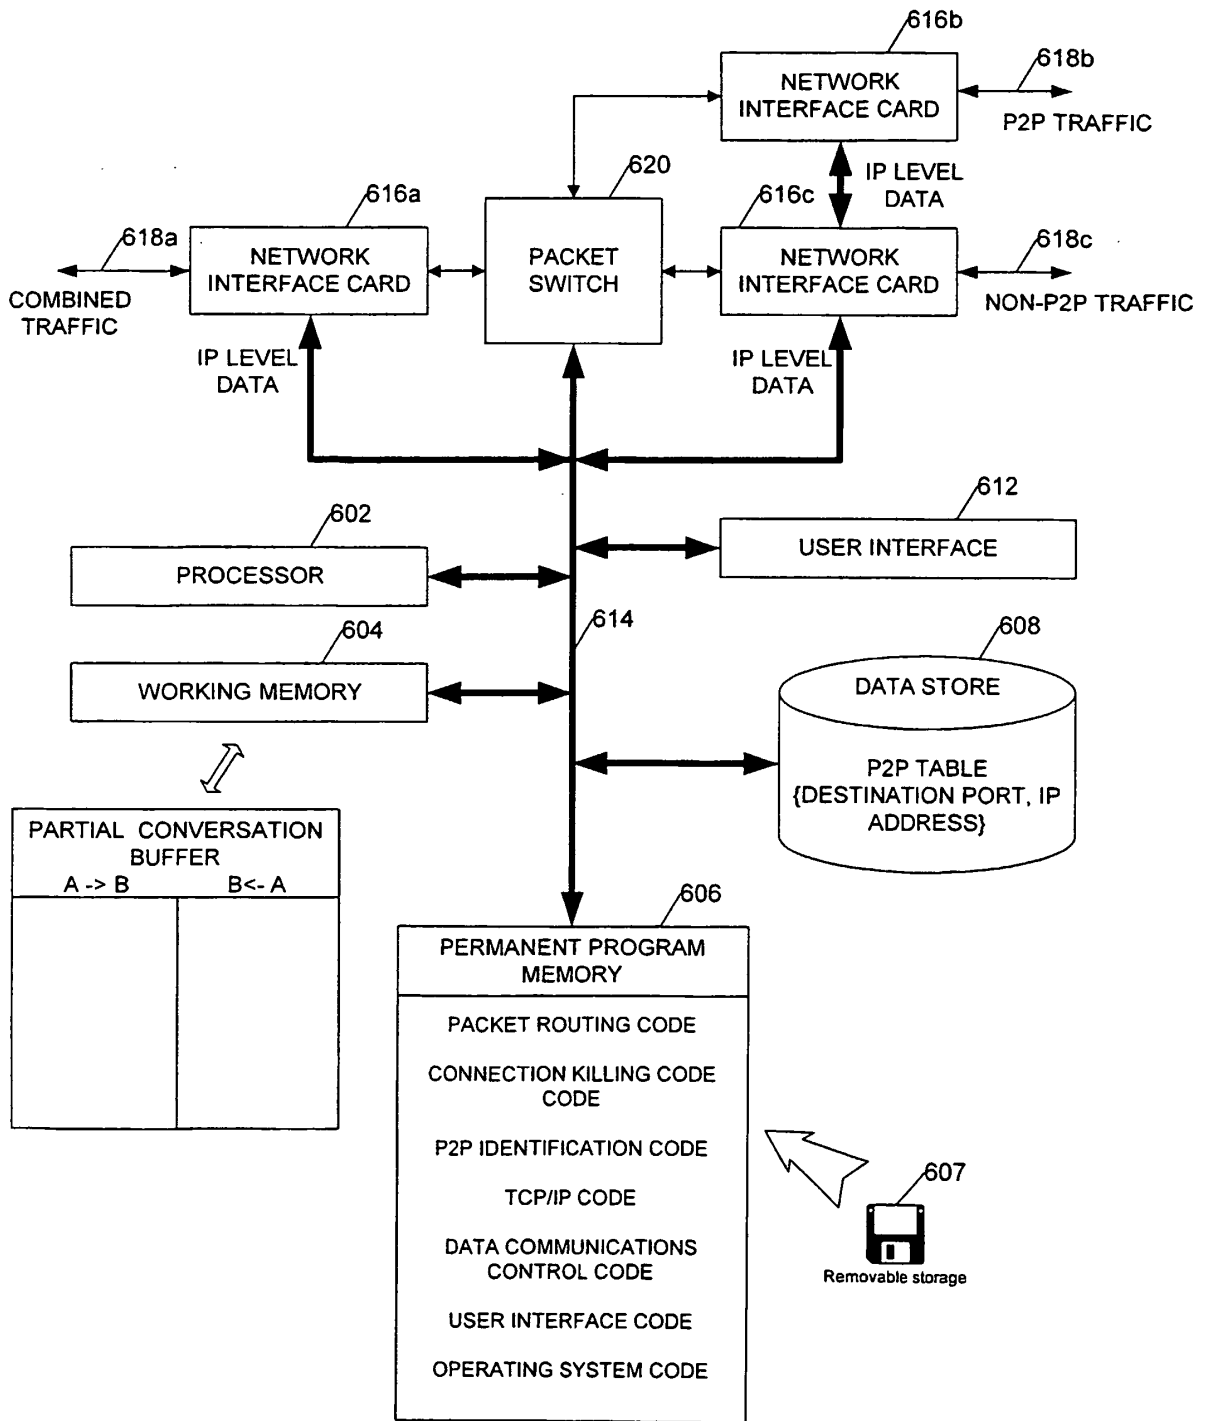 616b
NETWORK
INTERFACE CARD
618b
P2P TRAFFIC
620
IP LEVEL
DATA
616a
616c
618a
NETWORK
INTERFACE CARD
PACKET
SWITCH
NETWORK
INTERFACE CARD
618c
COMBINED
TRAFFIC
NON-P2P TRAFFIC
IP LEVEL
DATA
IP LEVEL
DATA
602
612
PROCESSOR
USER INTERFACE
604
614
608
WORKING MEMORY
DATA STORE
P2P TABLE
{DESTINATION PORT, IP
ADDRESS}
PARTIAL CONVERSATION
BUFFER
A -> B
B<- A
606
PERMANENT PROGRAM
MEMORY
PACKET ROUTING CODE
CONNECTION KILLING CODE
CODE
P2P IDENTIFICATION CODE
TCP/IP CODE
DATA COMMUNICATIONS
CONTROL CODE
USER INTERFACE CODE
OPERATING SYSTEM CODE
607
Removable storage